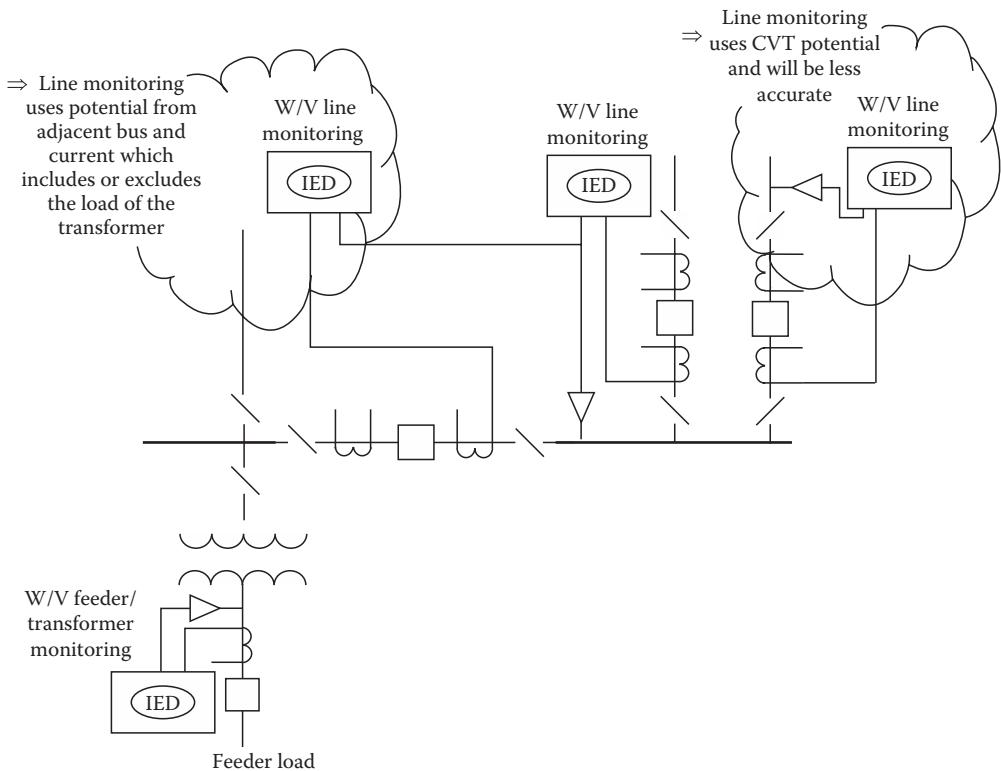 ⇒ Line monitoring
uses potential from
adjacent bus and
current which
includes or excludes
the load of the
transformer
W/V line
monitoring
IED
W/V line
monitoring
IED
⇒ Line monitoring
uses CVT potential
and will be less
accurate
W/V line
monitoring
IED
W/V feeder/
transformer
monitoring
IED
Feeder load